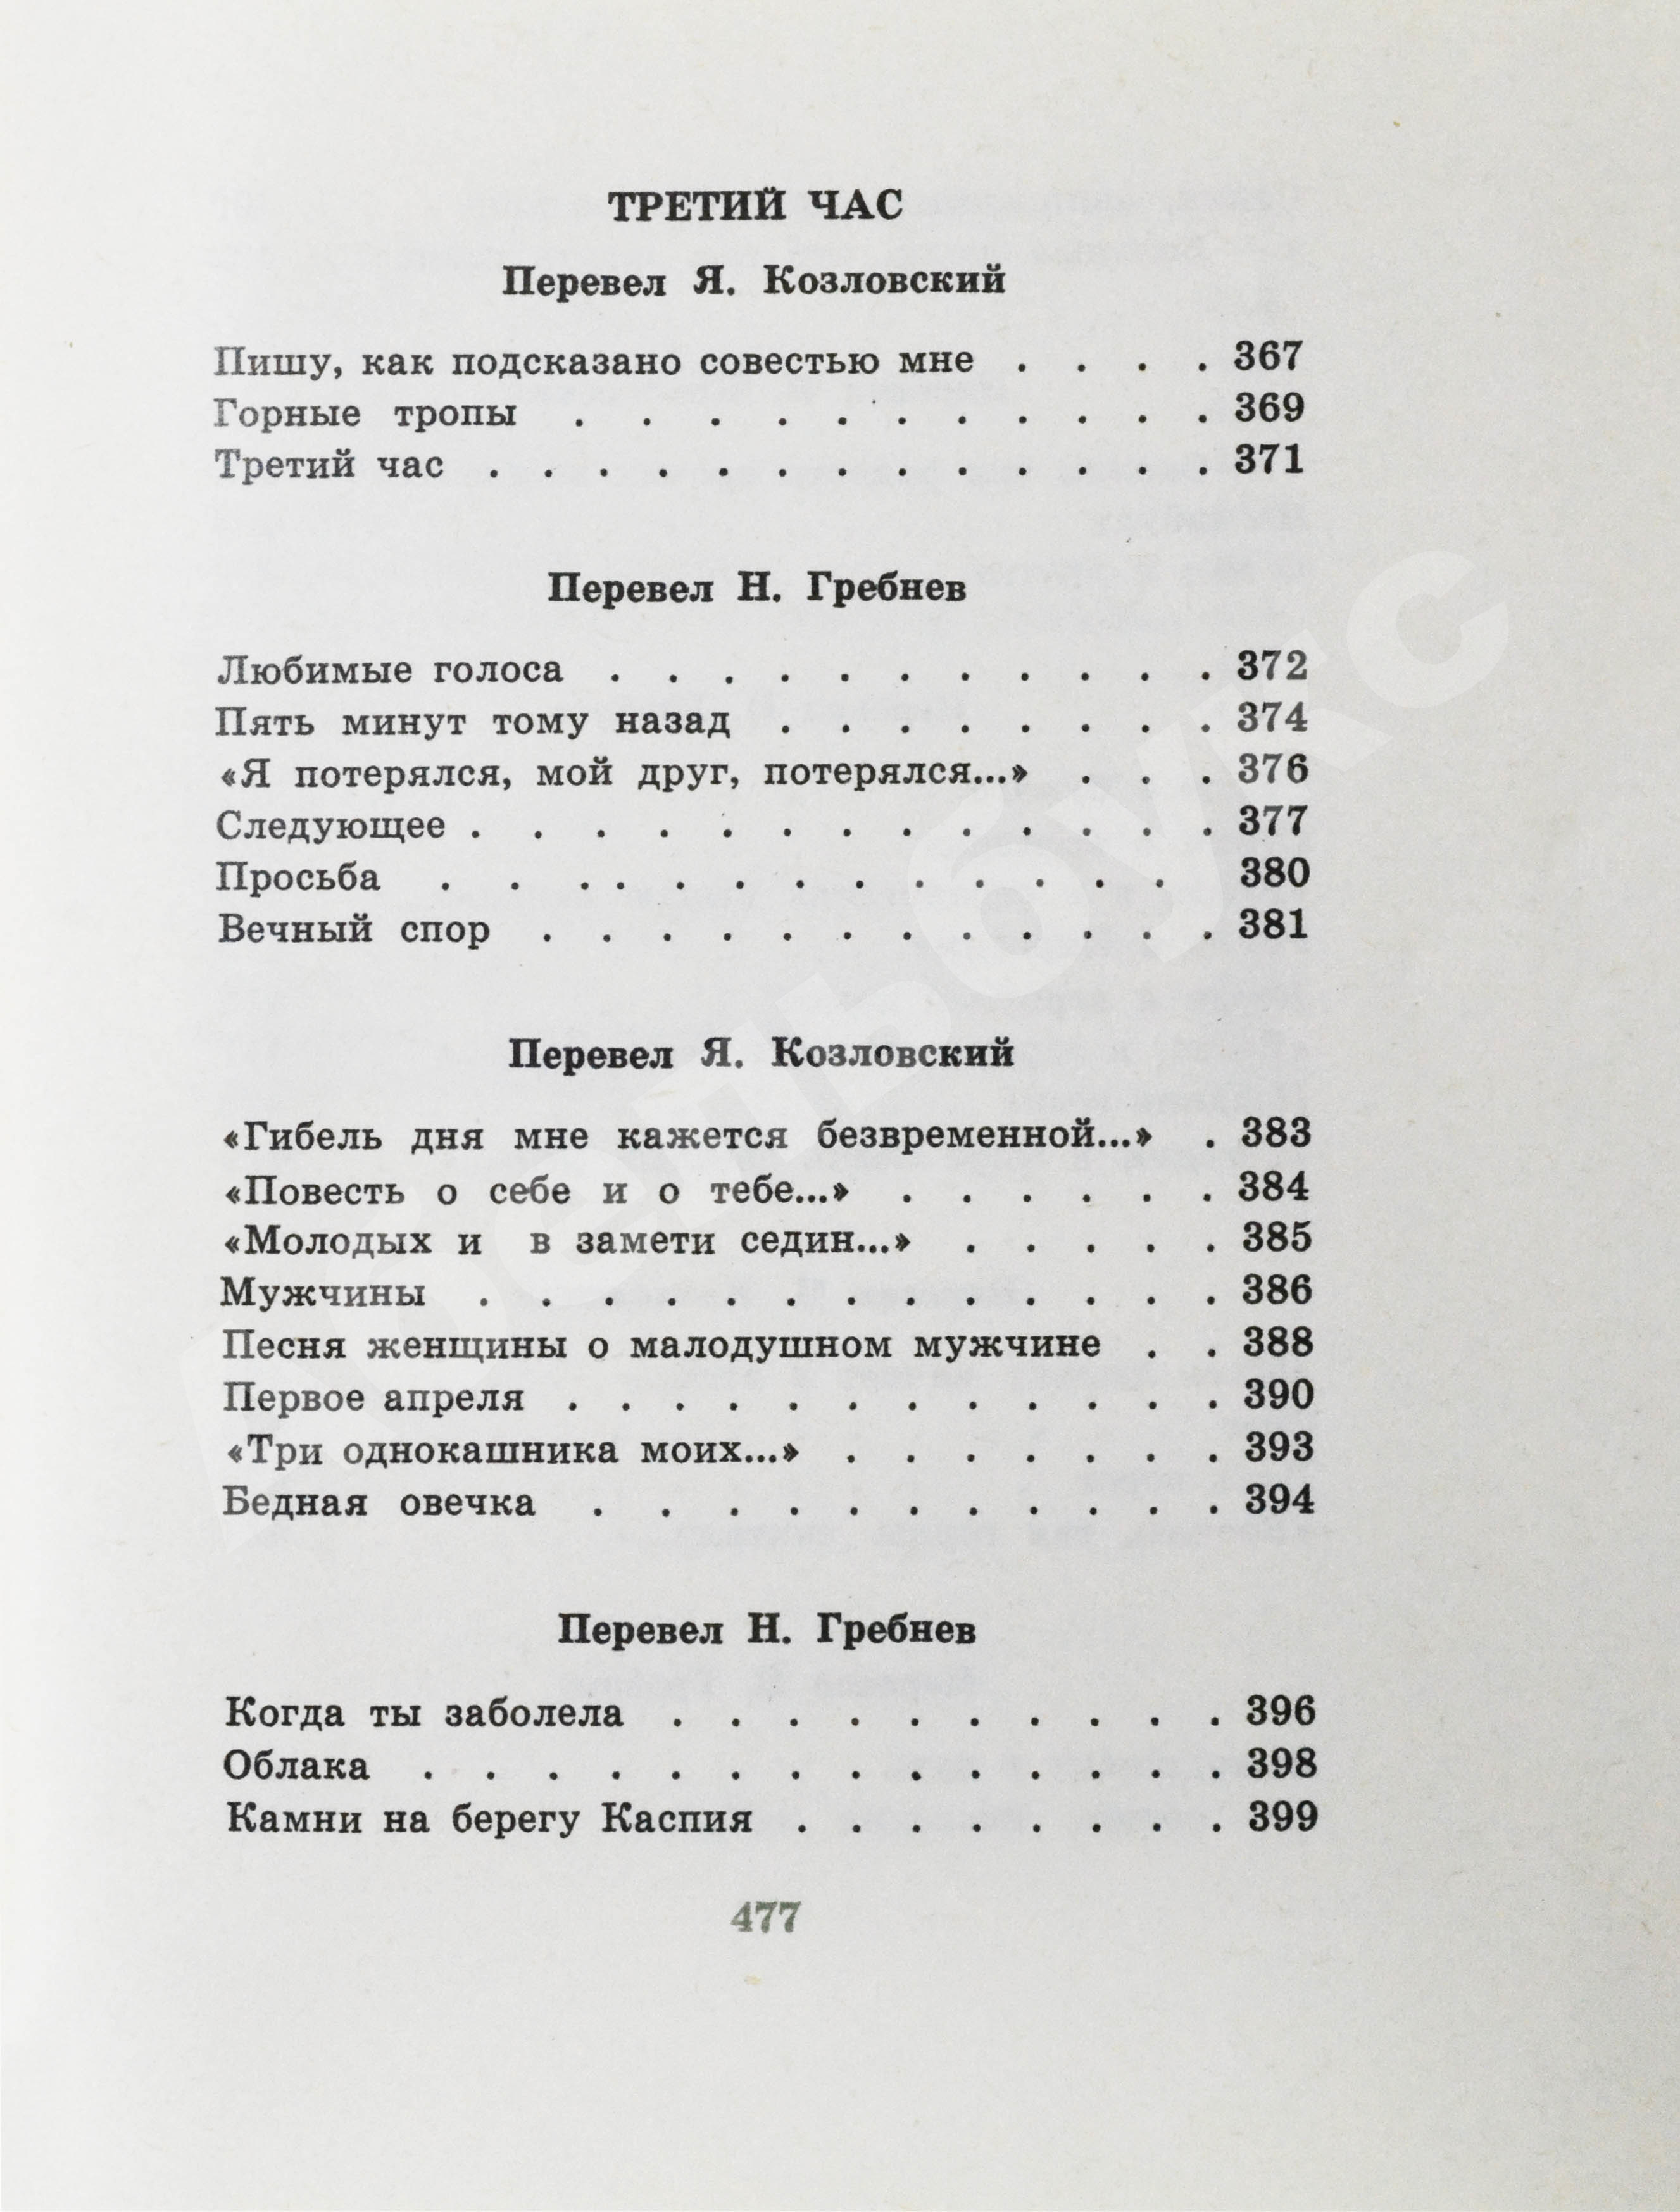 ТРЕТИЙ ЧАС
Перевел Я. Козловский
Пишу, как подсказано совестью мне . . . . 367
Горные тропы . . . . . . . . . . . 369
Третий час . . . . . . . . . . . . . 371
Перевел Н. Гребнев
Любимые голоса . . . . . . . . . . . 372
Пять минут тому назад . . . . . . . . 374
«Я потерялся, мой друг, потерялся...» . . . 376
Следующее . . . . . . . . . . . . . 377
Просьба . . . . . . . . . . . . . 380
Вечный спор . . . . . . . . . . . . 381
Перевел Я. Козловский
«Гибель дня мне кажется безвременной...» . 383
«Повесть о себе и о тебе...» . . . . . . 384
«Молодых и в замети седин...» . . . . . 385
Мужчины . . . . . . . . . . . . . 386
Песня женщины о малодушном мужчине . . 388
Первое апреля . . . . . . . . . . . . 390
«Три однокашника моих...» . . . . . . . 393
Бедная овечка . . . . . . . . . . . 394
Перевел Н. Гребнев
Когда ты заболела . . . . . . . . . . 396
Облака . . . . . . . . . . . . . . 398
Камни на берегу Каспия . . . . . . . . 399
477